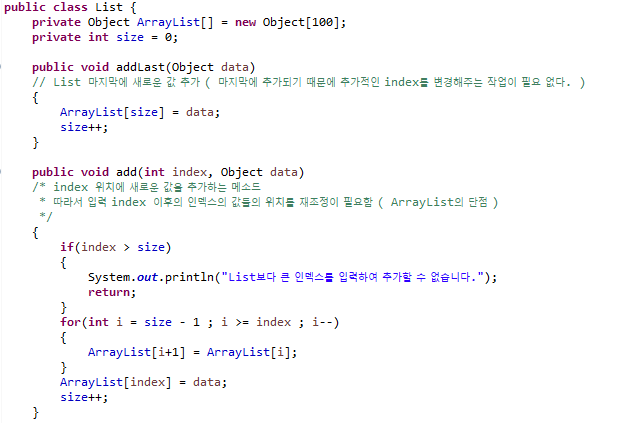 public class List {
private Object ArrayList[] = new Object[100];
private int size = 0;
public void addLast(Object data)
// List 마지막에 새로운 값 추가 ( 마지막에 추가되기 때문에 추가적인 index를 변경해주는 작업이 필요 없다. )
{
ArrayList[size] = data;
size++;
}
public void add(int index, Object data)
/* index 위치에 새로운 값을 추가하는 메소드
* 따라서 입력 index 이후의 인덱스의 값들의 위치를 재조정이 필요함 ( ArrayList의 단점 )
*/
{
if(index > size)
{
System.out.println("List보다 큰 인덱스를 입력하여 추가할 수 없습니다.");
return;
}
for(int i = size - 1 ; i >= index ; i--)
{
ArrayList[i+1] = ArrayList[i];
}
ArrayList[index] = data;
size++;
}